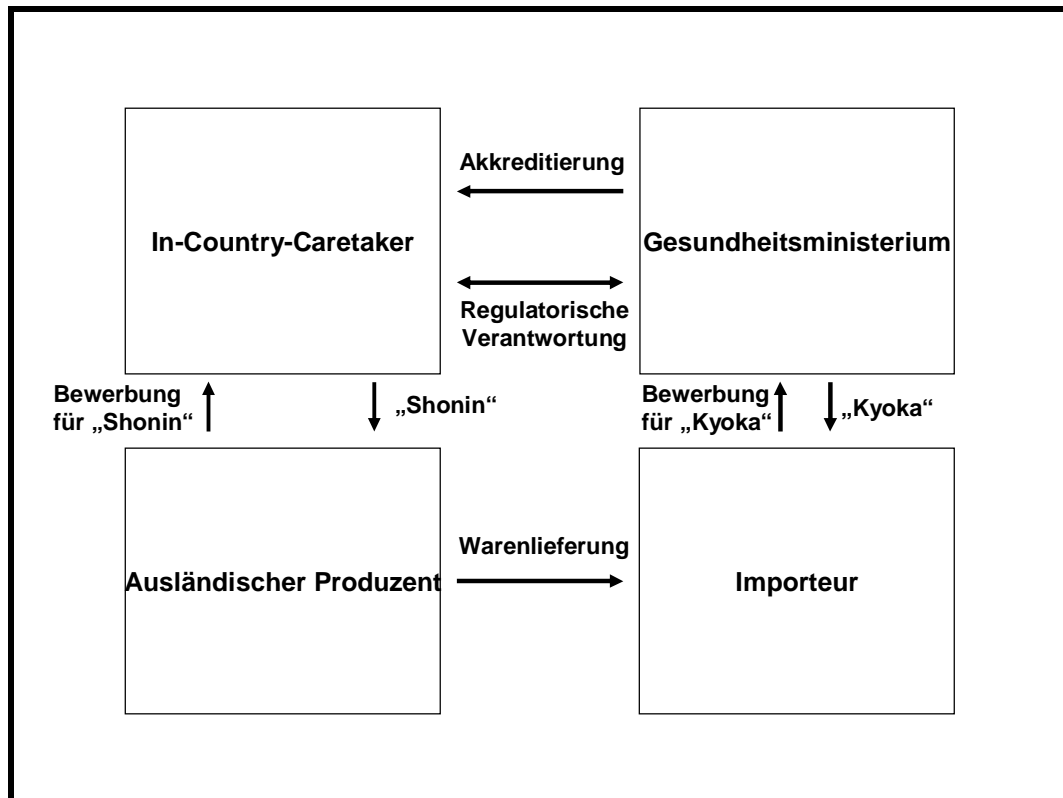 Akkreditierung
In-Country-Caretaker
Gesundheitsministerium
Regulatorische
Verantwortung
Bewerbung
für „Shonin“
„Shonin“
Bewerbung
für „Kyoka“
„Kyoka“
Warenlieferung
Ausländischer Produzent
Importeur